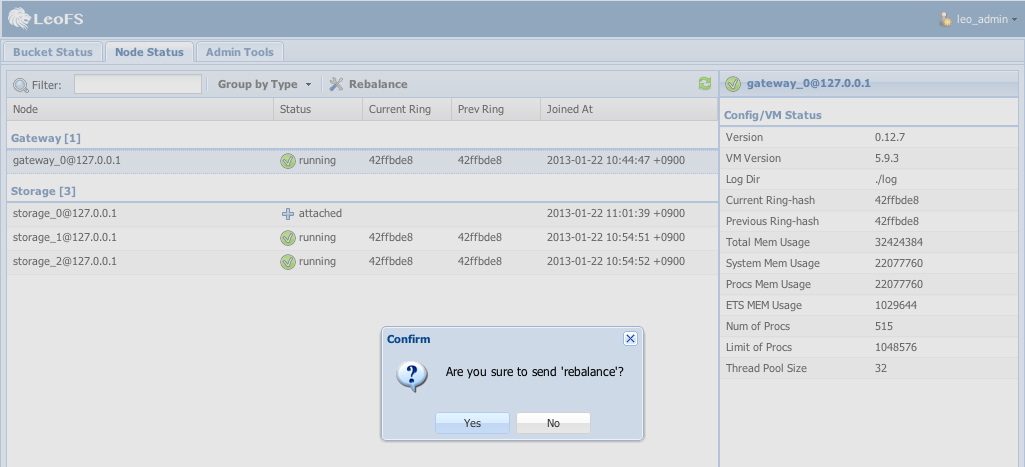 LeoFS
leo_admin
Bucket Status Node Status Admin Tools
Filter: Group by Type Rebalance
Node Status Current Ring Prev Ring Joined At
Gateway [1]
gateway_0@127.0.0.1 running 42ffbde8 42ffbde8 2013-01-22 10:44:47 +0900
Storage [3]
storage_0@127.0.0.1 attached 2013-01-22 11:01:39 +0900
storage_1@127.0.0.1 running 42ffbde8 42ffbde8 2013-01-22 10:54:51 +0900
storage_2@127.0.0.1 running 42ffbde8 42ffbde8 2013-01-22 10:54:52 +0900
gateway_0@127.0.0.1
Config/VM Status
Version 0.12.7
VM Version 5.9.3
Log Dir ./log
Current Ring-hash 42ffbde8
Previous Ring-hash 42ffbde8
Total Mem Usage 32424384
System Mem Usage 22077760
Procs Mem Usage 22077760
ETS MEM Usage 1029644
Num of Procs 515
Limit of Procs 1048576
Thread Pool Size 32
Confirm
Are you sure to send 'rebalance'?
Yes No